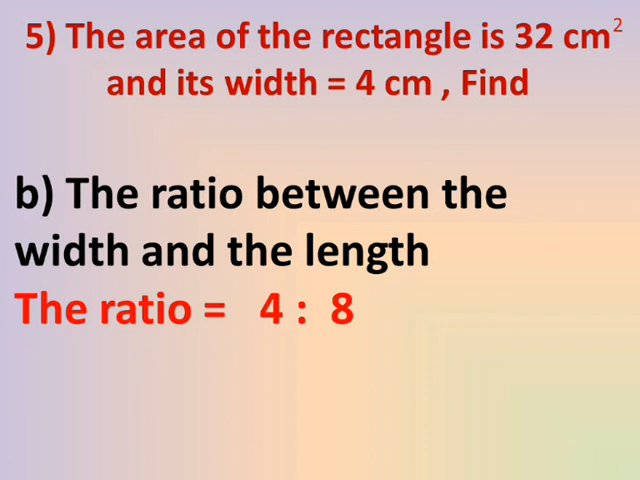 5) The area of the rectangle is 32 cm²
and its width = 4 cm , Find
b) The ratio between the
width and the length
The ratio = 4 : 8